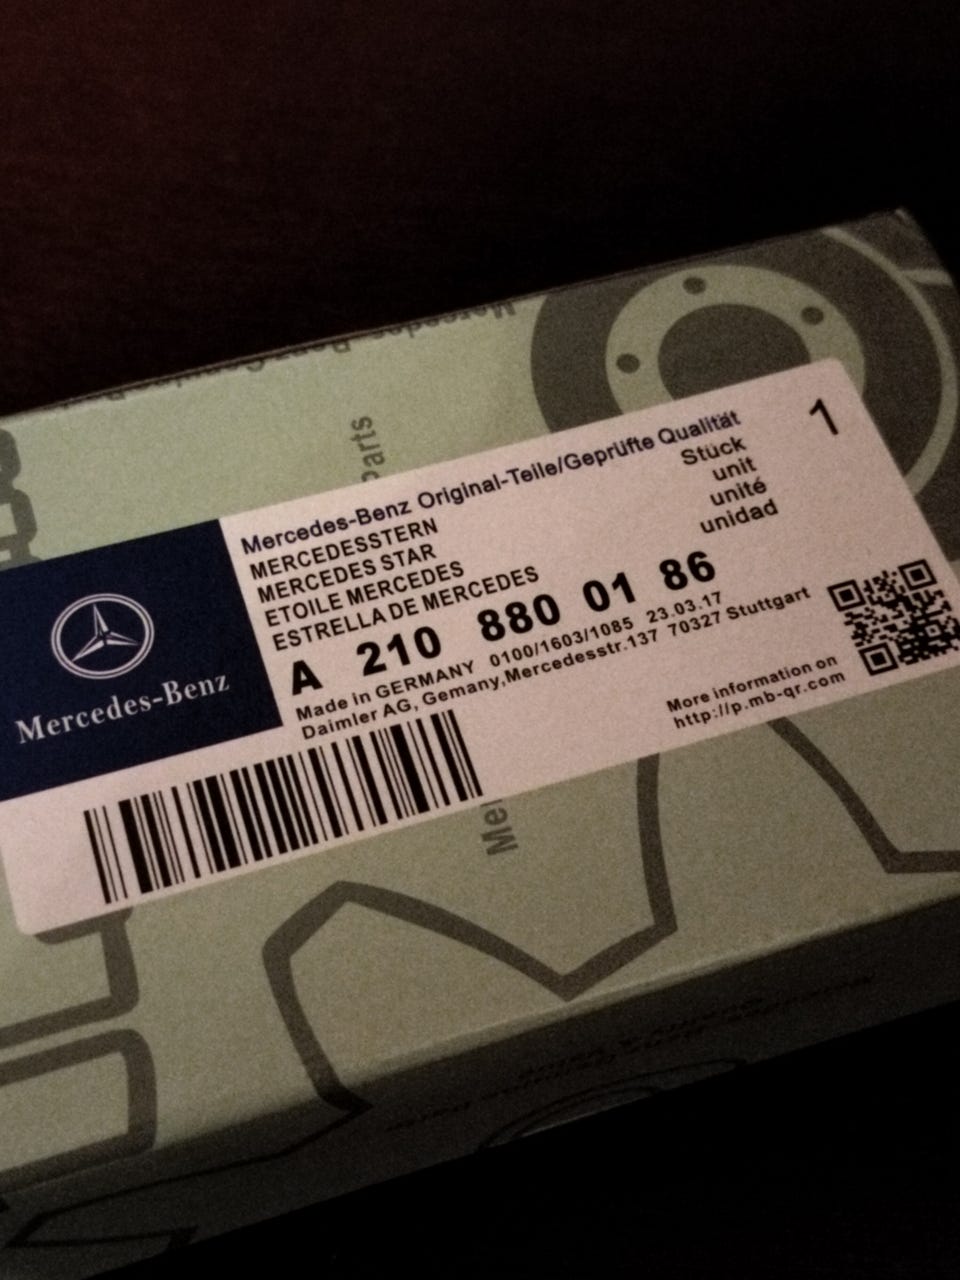 parts
Mercedes-Benz Original-Teile/Geprüfte Qualität
1
MERCEDESSTERN
Stück
MERCEDES STAR
unit
ETOILE MERCEDES
unité
ESTRELLA DE MERCEDES
unidad
A 210 880 01 86
Made in GERMANY 0100/1603/1085 23.03.17
Daimler AG, Gemany,Mercedesstr.137 70327 Stuttgart
Mercedes-Benz
More information on
http://p.mb-qr.com